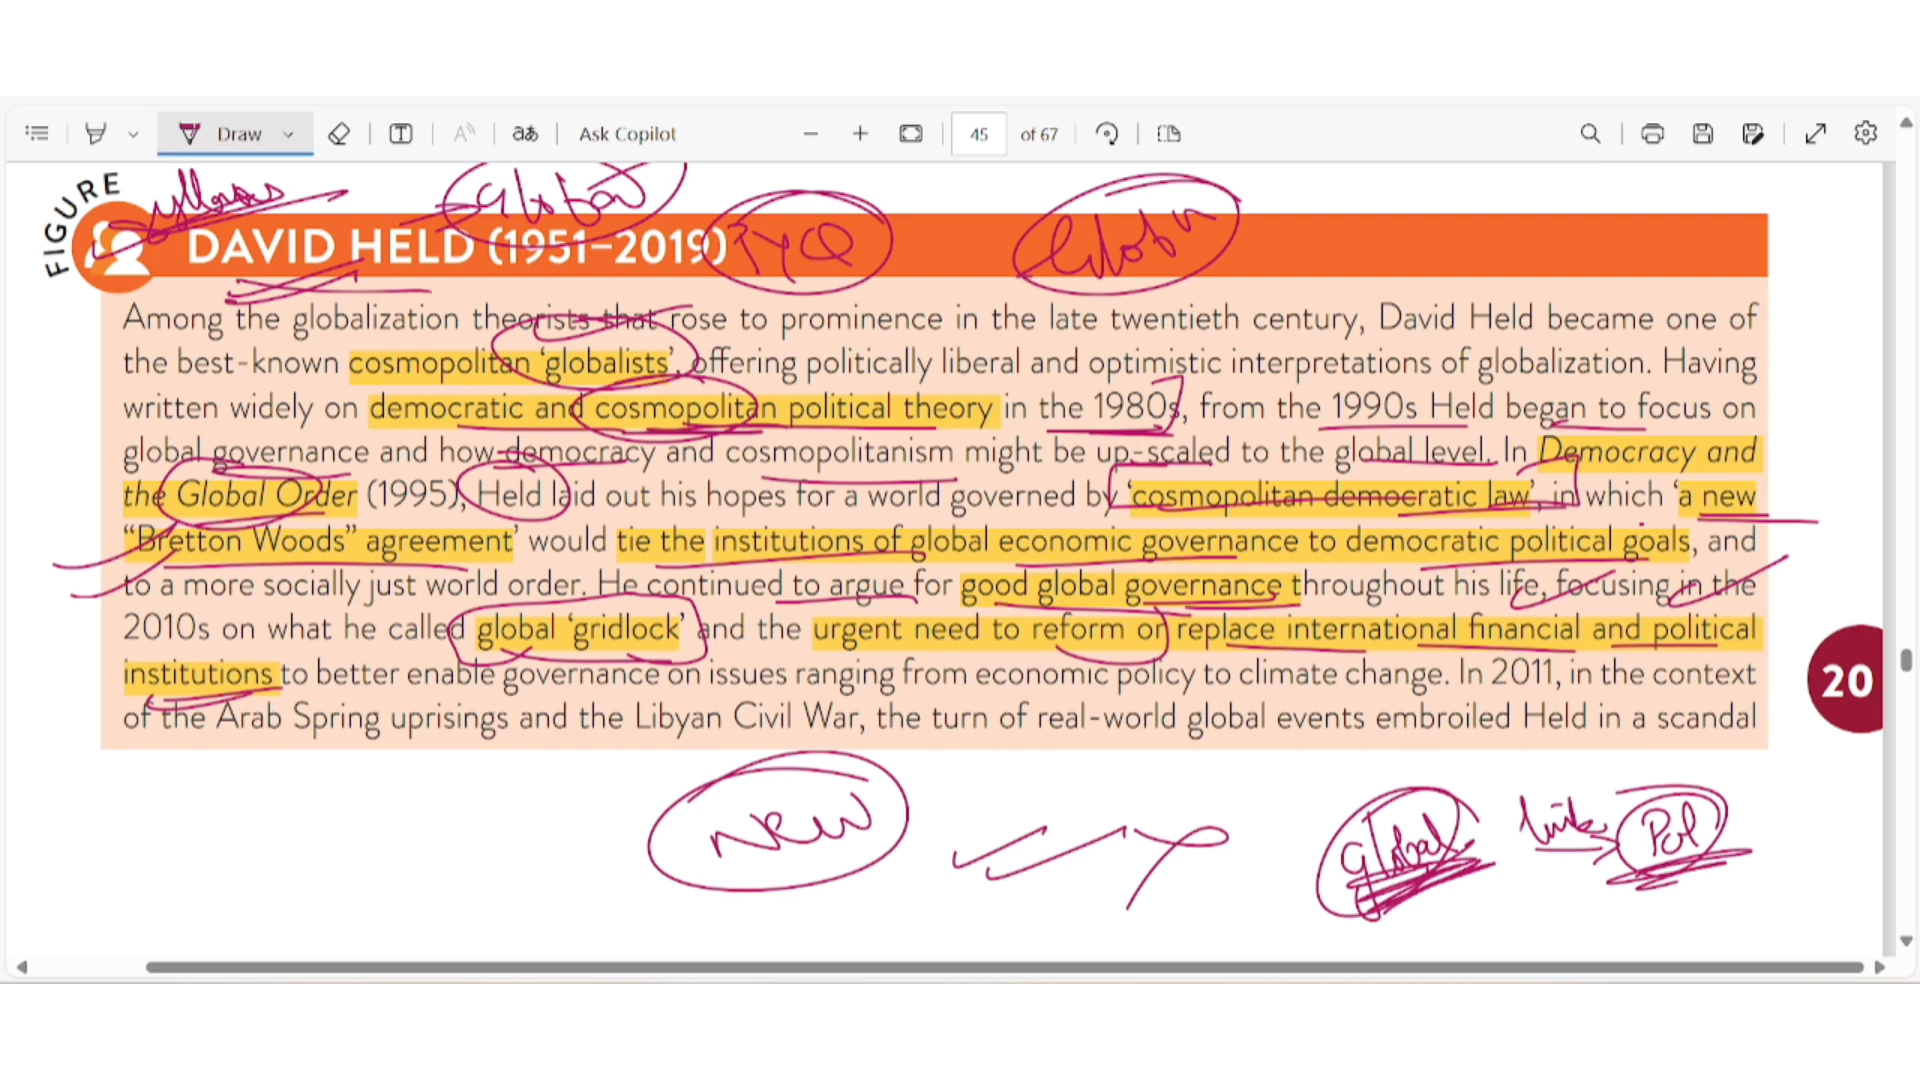 Draw
Ask Copilot
45 of 67
Syllabus
Global
FIGURE
DAVID HELD (1951–2019)
PYQ
Among the globalization theorists that rose to prominence in the late twentieth century, David Held became one of
the best-known cosmopolitan ‘globalists’, offering politically liberal and optimistic interpretations of globalization. Having
written widely on democratic and cosmopolitan political theory in the 1980s, from the 1990s Held began to focus on
global governance and how democracy and cosmopolitanism might be up-scaled to the global level. In Democracy and
the Global Order (1995), Held laid out his hopes for a world governed by ‘cosmopolitan democratic law’, in which ‘a new
“Bretton Woods” agreement’ would tie the institutions of global economic governance to democratic political goals, and
to a more socially just world order. He continued to argue for good global governance throughout his life, focusing in the
2010s on what he called global ‘gridlock’ and the urgent need to reform or replace international financial and political
institutions to better enable governance on issues ranging from economic policy to climate change. In 2011, in the context
of the Arab Spring uprisings and the Libyan Civil War, the turn of real-world global events embroiled Held in a scandal
20
New
global link Pol